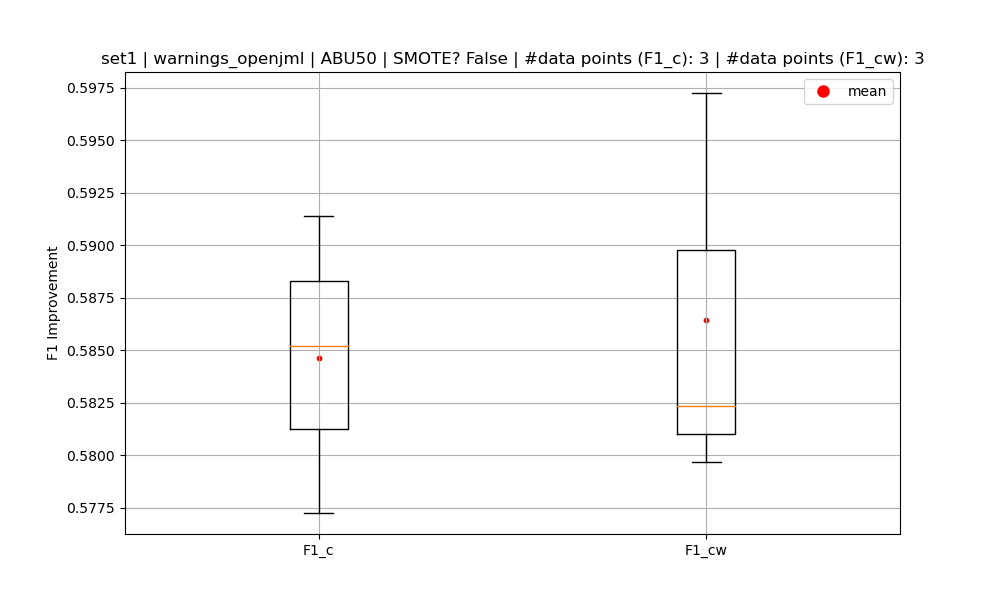 set1 | warnings_openjml | ABU50 | SMOTE? False | #data points (F1_c): 3 | #data points (F1_cw): 3
mean
F1 Improvement
0.5975
0.5950
0.5925
0.5900
0.5875
0.5850
0.5825
0.5800
0.5775
F1_c
F1_cw